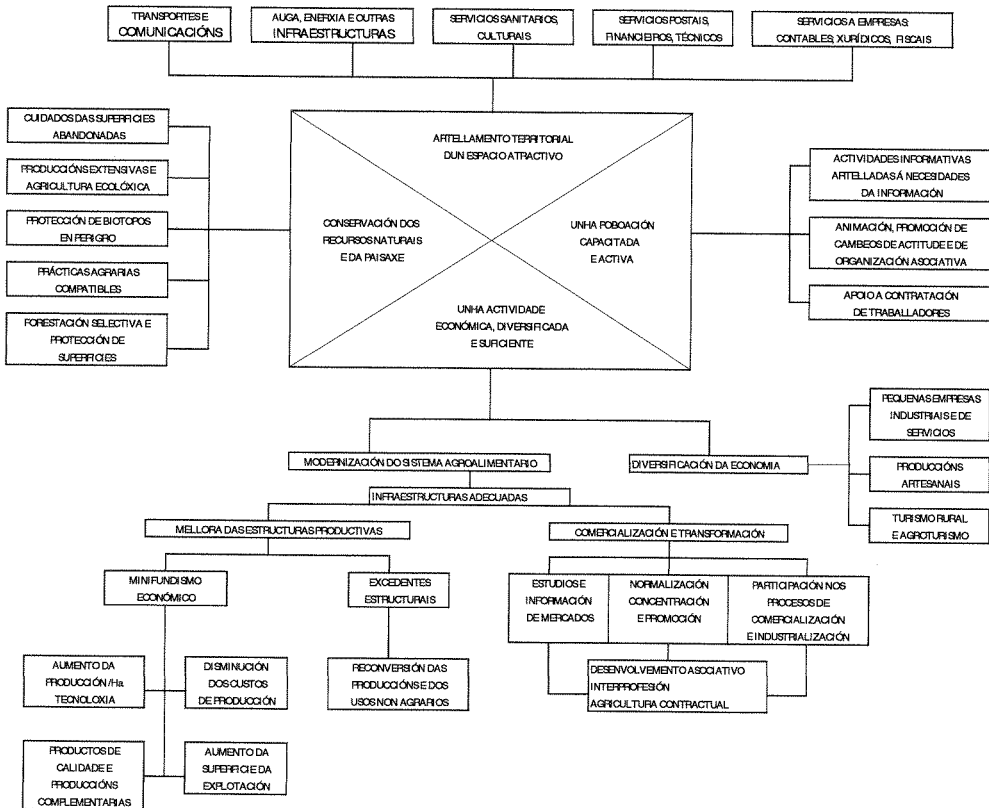 TRANSPORTES E
COMUNICACIÓNS
AUGA, ENERXIA E OUTRAS
INFRAESTRUCTURAS
SERVICIOS SANITARIOS,
CULTURAIS
SERVICIOS POSTAIS,
FINANCEIROS, TÉCNICOS
SERVICIOS A EMPRESAS:
CONTABLES, XURÍDICOS, FISCAIS
CUIDADOS DAS SUPERFICIES
ABANDONADAS
PRODUCCIÓNS EXTENSIVAS E
AGRICULTURA ECOLÓXICA
PROTECCIÓN DE BIOTOPOS
EN PERIGRO
PRÁCTICAS AGRARIAS
COMPATIBLES
FORESTACIÓN SELECTIVA E
PROTECCIÓN DE
SUPERFICIES
ARTELLAMENTO TERRITORIAL
DUN ESPACIO ATRACTIVO
CONSERVACIÓN DOS
RECURSOS NATURAIS
E DA PAISAXE
UNHA POBOACIÓN
CAPACITADA
E ACTIVA
UNHA ACTIVIDADE
ECONÓMICA, DIVERSIFICADA
E SUFICIENTE
ACTIVIDADES INFORMATIVAS
ARTELLADAS Á NECESIDADES
DA INFORMACIÓN
ANIMACIÓN, PROMOCIÓN DE
CAMBEOS DE ACTITUDE E DE
ORGANIZACIÓN ASOCIATIVA
APOIO A CONTRATACIÓN
DE TRABALLADORES
MODERNIZACIÓN DO SISTEMA AGROALIMENTARIO
DIVERSIFICACIÓN DA ECONOMIA
PEQUENAS EMPRESAS
INDUSTRIAIS E DE
SERVICIOS
PRODUCCIÓNS
ARTESANAIS
TURISMO RURAL
E AGROTURISMO
INFRAESTRUCTURAS ADECUADAS
MELLORA DAS ESTRUCTURAS PRODUCTIVAS
COMERCIALIZACIÓN E TRANSFORMACIÓN
MINIFUNDISMO
ECONÓMICO
EXCEDENTES
ESTRUCTURAIS
ESTUDIOS E
INFORMACIÓN
DE MERCADOS
NORMALIZACIÓN
CONCENTRACIÓN
E PROMOCIÓN
PARTICIPACIÓN NOS
PROCESOS DE
COMERCIALIZACIÓN
E INDUSTRIALIZACIÓN
AUMENTO DA
PRODUCIÓN /Ha
TECNOLOXIA
DISMINUCIÓN
DOS CUSTOS
DE PRODUCIÓN
RECONVERSIÓN DAS
PRODUCCIÓNS E DOS
USOS NON AGRARIOS
DESENVOLVEMENTO ASOCIATIVO
INTERPROFESIÓN
AGRICULTURA CONTRACTUAL
PRODUCTOS DE
CALIDADE E
PRODUCCIÓNS
COMPLEMENTARIAS
AUMENTO DA
SUPERFICIE DA
EXPLOTACIÓN